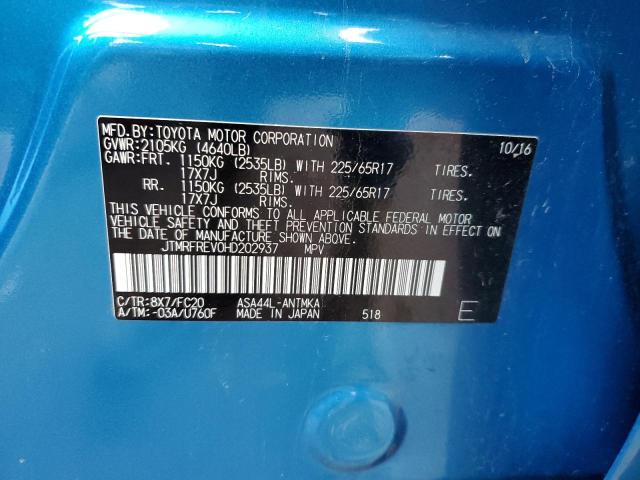 MFD.BY:TOYOTA MOTOR CORPORATION 10/16
GVWR:2105KG (4640LB)
GAWR:FRT. 1150KG (2535LB) WITH 225/65R17 TIRES.
17X7J RIMS.
RR. 1150KG (2535LB) WITH 225/65R17 TIRES.
17X7J RIMS.
THIS VEHICLE CONFORMS TO ALL APPLICABLE FEDERAL MOTOR
VEHICLE SAFETY AND THEFT PREVENTION STANDARDS IN EFFECT
ON THE DATE OF MANUFACTURE SHOWN ABOVE.
JTMRFREV0HD202937 MPV
C/TR:8X7/FC20 ASA44L-ANTMKA
A/TM:-03A/U760F MADE IN JAPAN 518 E